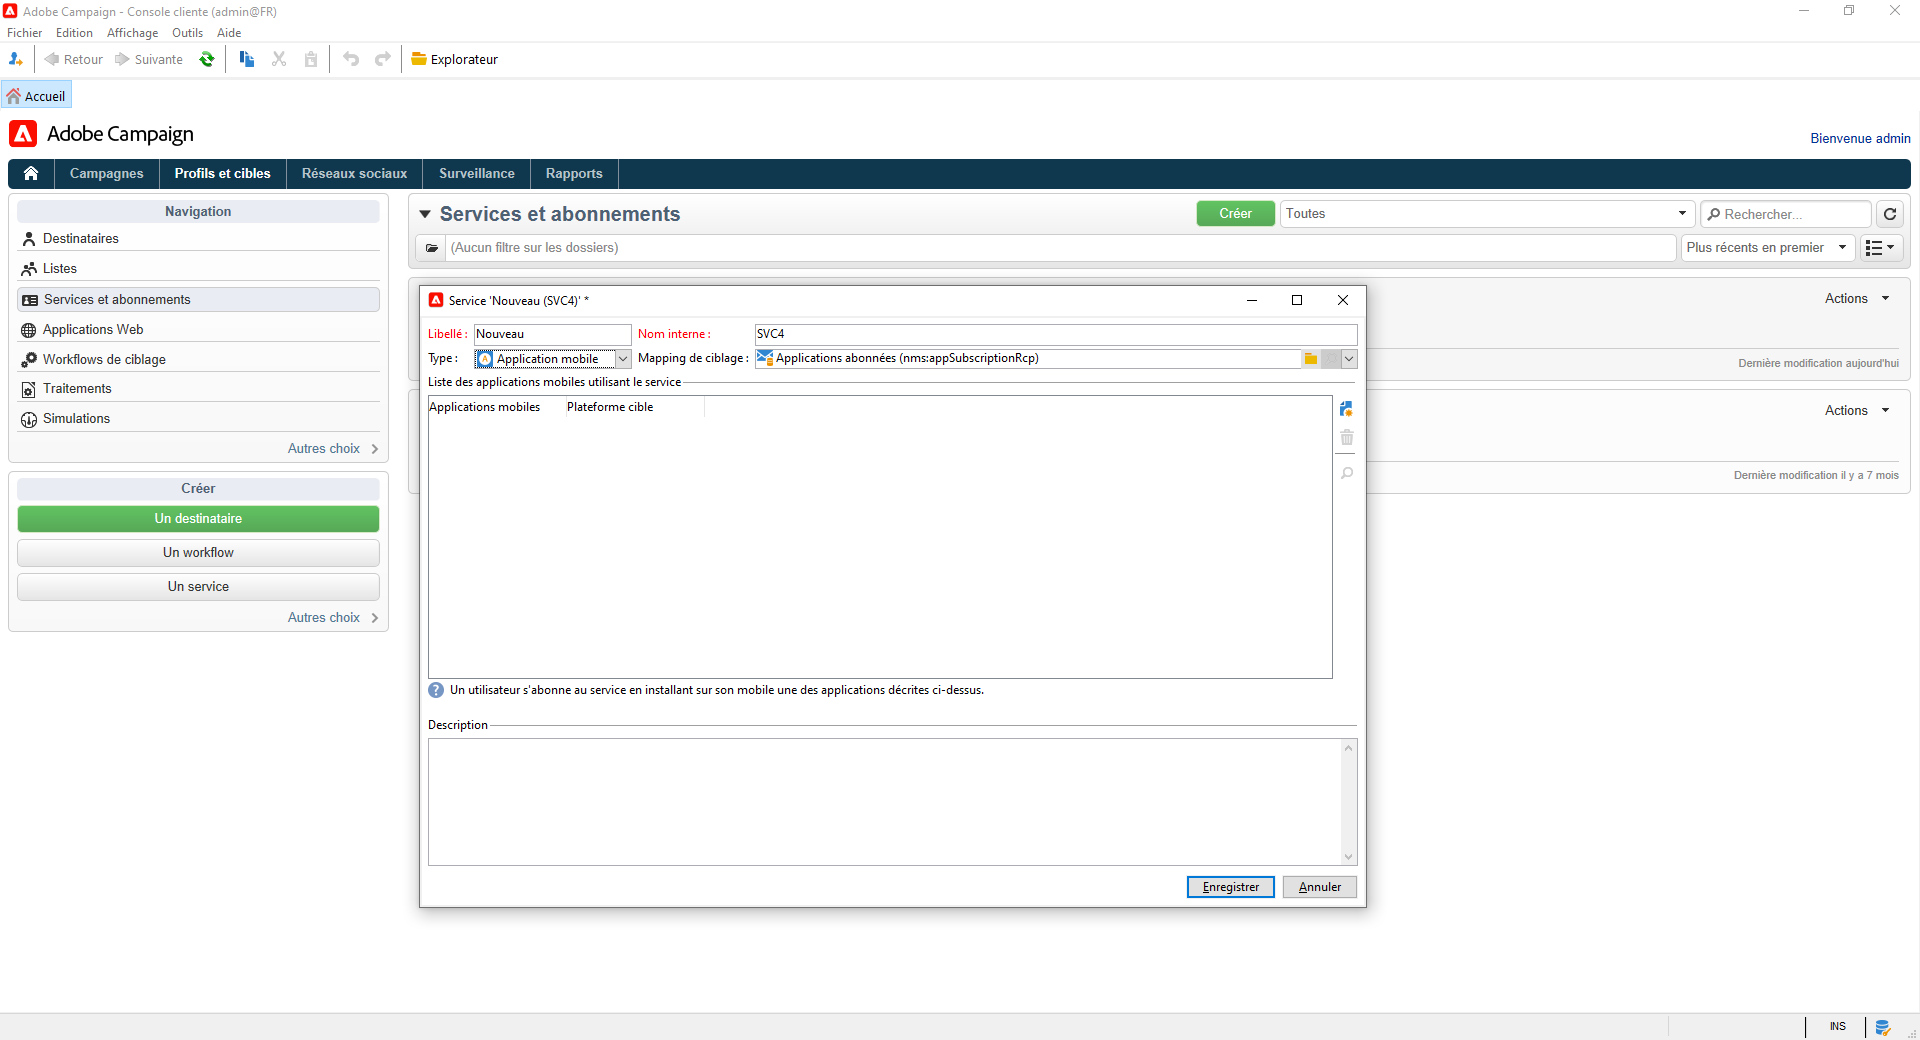 Adobe Campaign - Console cliente (admin@FR)
Fichier Edition Affichage Outils Aide
Retour Suivante Explorateur
Accueil
Adobe Campaign
Bienvenue admin
Campagnes Profils et cibles Réseaux sociaux Surveillance Rapports
Navigation
Destinataires
Listes
Services et abonnements
Applications Web
Workflows de ciblage
Traitements
Simulations
Autres choix
Créer
Un destinataire
Un workflow
Un service
Autres choix
Services et abonnements
Créer
Toutes
Rechercher...
(Aucun filtre sur les dossiers)
Plus récents en premier
Actions
Dernière modification aujourd'hui
Actions
Dernière modification il y a 7 mois
Service 'Nouveau (SVC4)' *
Libellé : Nouveau Nom interne : SVC4
Type : Application mobile Mapping de ciblage : Applications abonnées (nms:appSubscriptionRcp)
Liste des applications mobiles utilisant le service
Applications mobiles Plateforme cible
Un utilisateur s'abonne au service en installant sur son mobile une des applications décrites ci-dessus.
Description
Enregistrer Annuler
INS